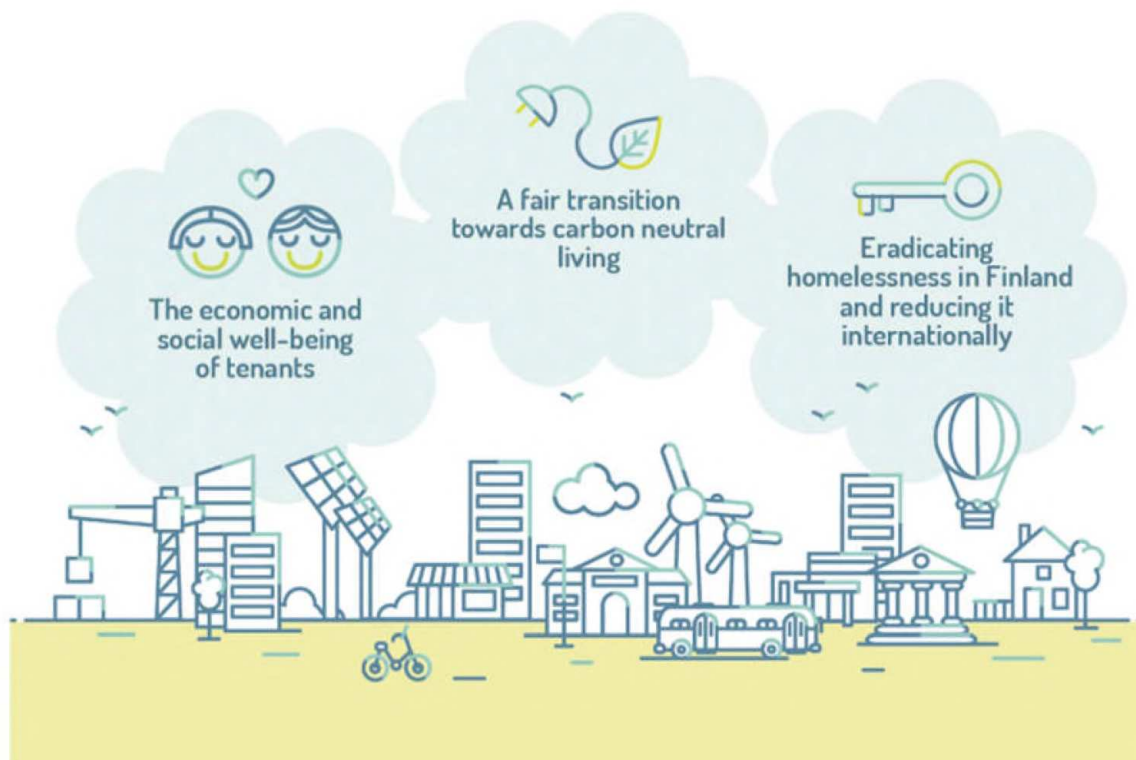 The economic and
social well-being
of tenants
A fair transition
towards carbon neutral
living
Eradicating
homelessness in Finland
and reducing it
internationally